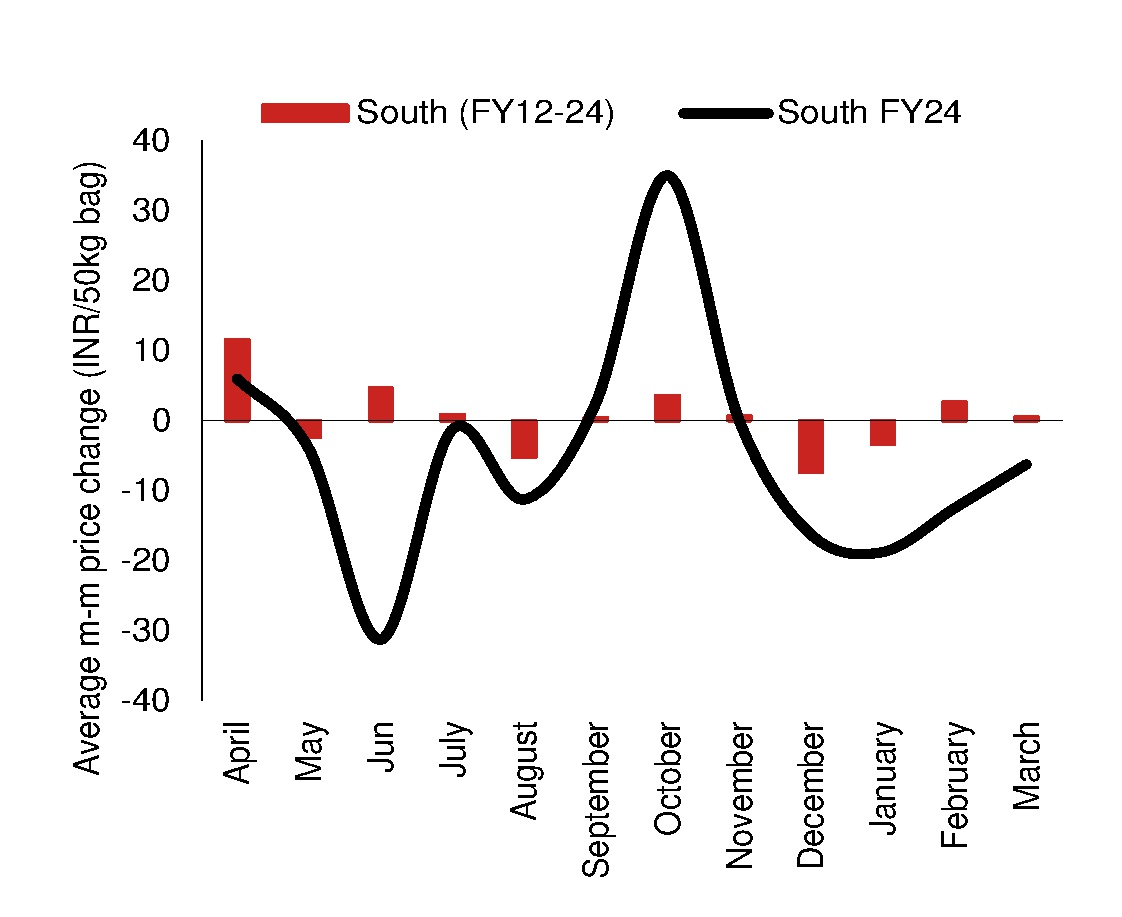 South (FY12-24)
South FY24
Average m-m price change (INR/50kg bag)
40
30
20
10
0
-10
-20
-30
-40
April
May
Jun
July
August
September
October
November
December
January
February
March